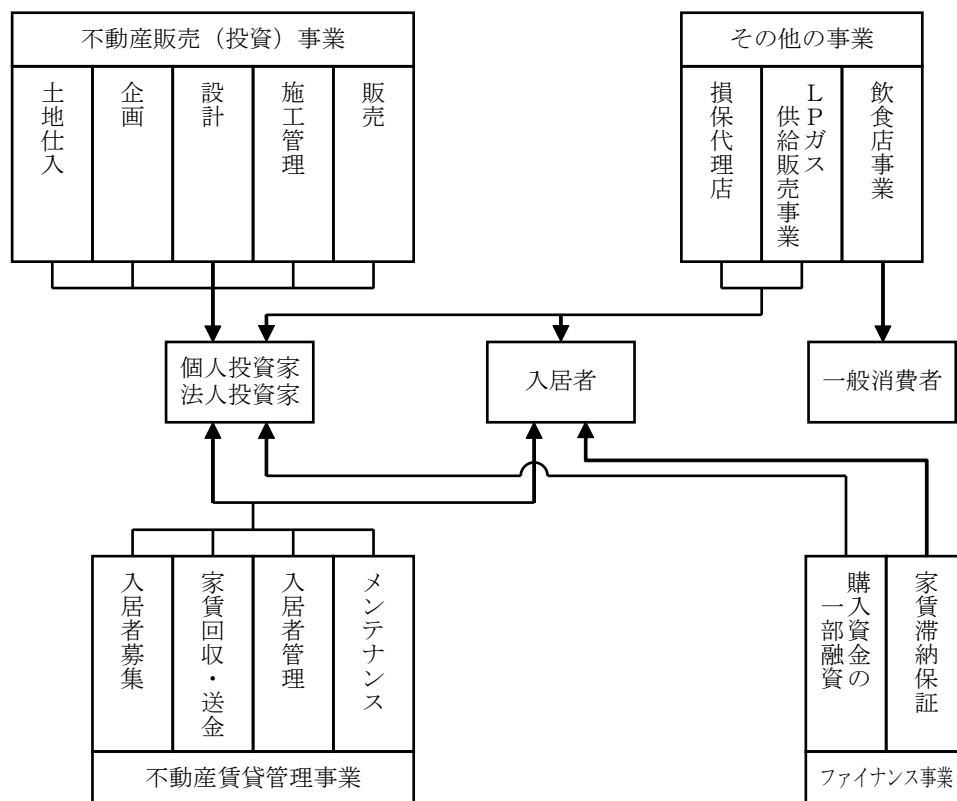 不動産販売（投資）事業
土地仕入
企画
設計
施工管理
販売
その他の事業
損保代理店
LPガス
供給販売事業
飲食店事業
個人投資家
法人投資家
入居者
一般消費者
入居者募集
家賃回収・送金
入居者管理
メンテナンス
不動産賃貸管理事業
購入資金の
一部融資
家賃滞納保証
ファイナンス事業